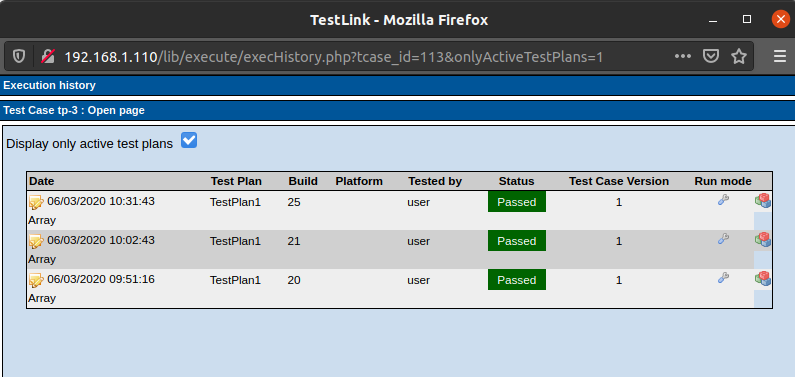 TestLink - Mozilla Firefox
192.168.1.110/lib/execute/execHistory.php?tcase_id=113&onlyActiveTestPlans=1
Execution history
Test Case tp-3 : Open page
Display only active test plans
Date Test Plan Build Platform Tested by Status Test Case Version Run mode
06/03/2020 10:31:43 TestPlan1 25 user Passed 1
Array
06/03/2020 10:02:43 TestPlan1 21 user Passed 1
Array
06/03/2020 09:51:16 TestPlan1 20 user Passed 1
Array